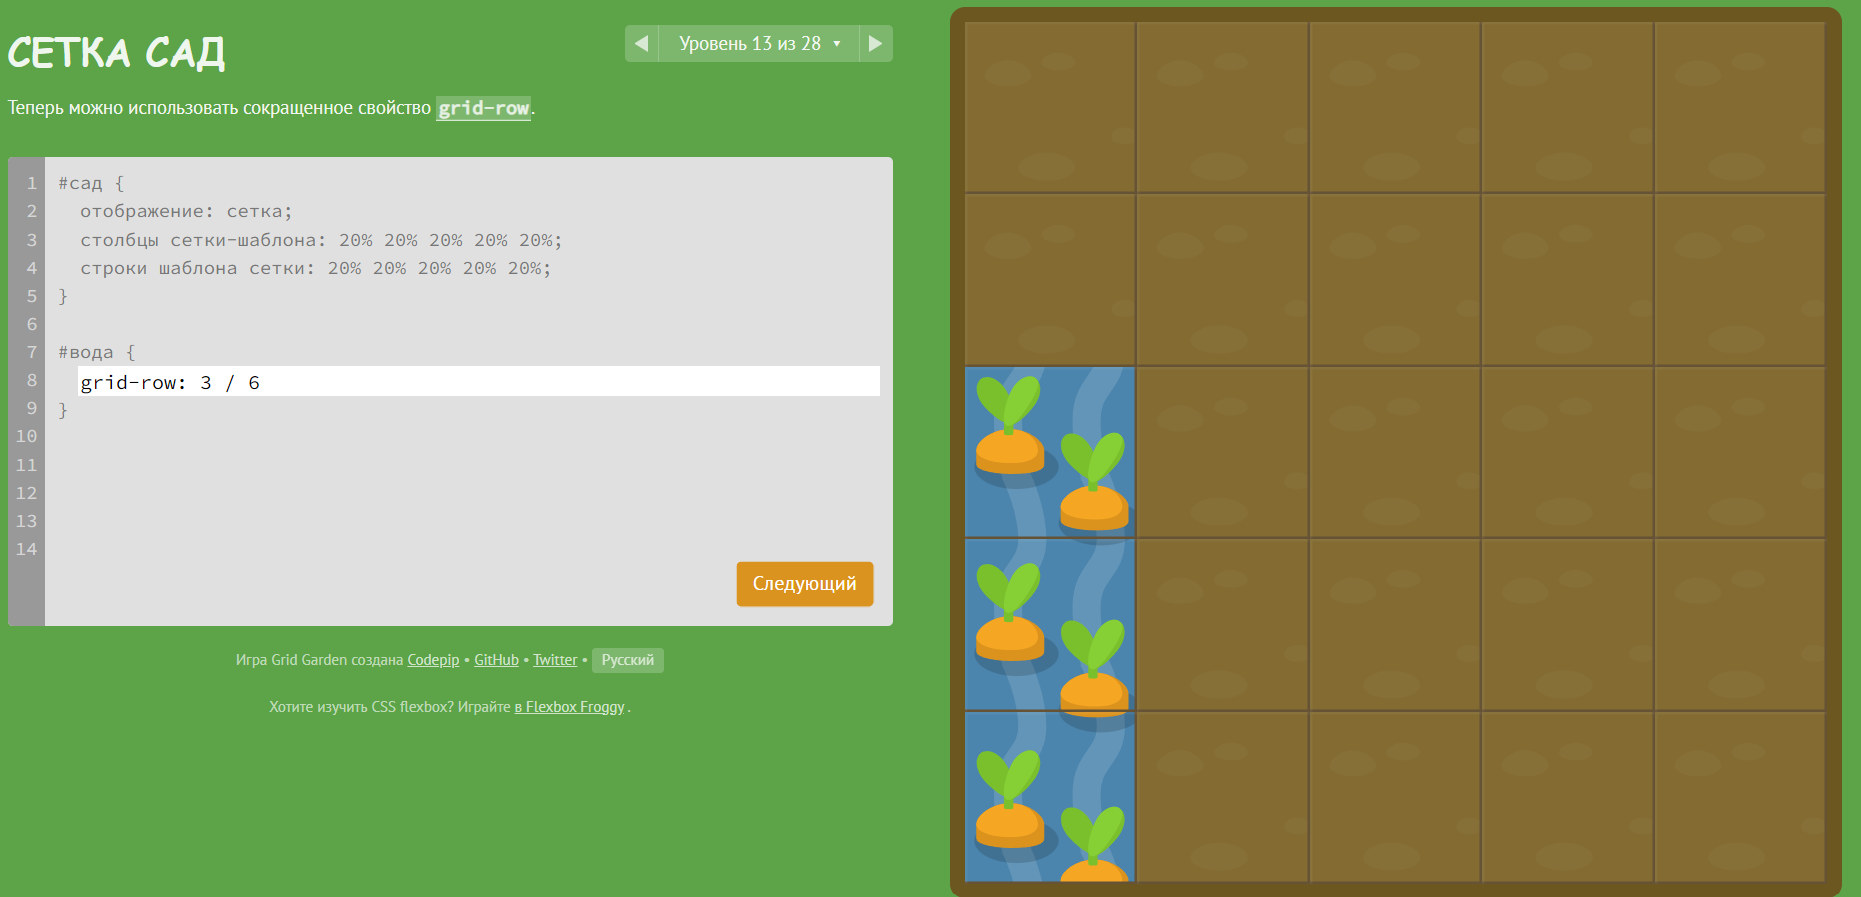 СЕТКА САД
Уровень 13 из 28
Теперь можно использовать сокращенное свойство grid-row.
1 #сад {
2 отображение: сетка;
3 столбцы сетки-шаблона: 20% 20% 20% 20% 20%;
4 строки шаблона сетки: 20% 20% 20% 20% 20%;
5 }
6
7 #вода {
8 grid-row: 3 / 6
9 }
10
11
12
13
14
Следующий
Игра Grid Garden создана Codepip • GitHub • Twitter • Русский
Хотите изучить CSS flexbox? Играйте в Flexbox Froggy .